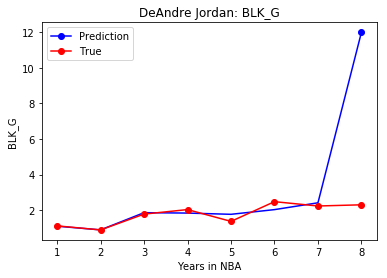 DeAndre Jordan: BLK_G
Prediction
True
12
10
8
6
4
2
BLK_G
1 2 3 4 5 6 7 8
Years in NBA